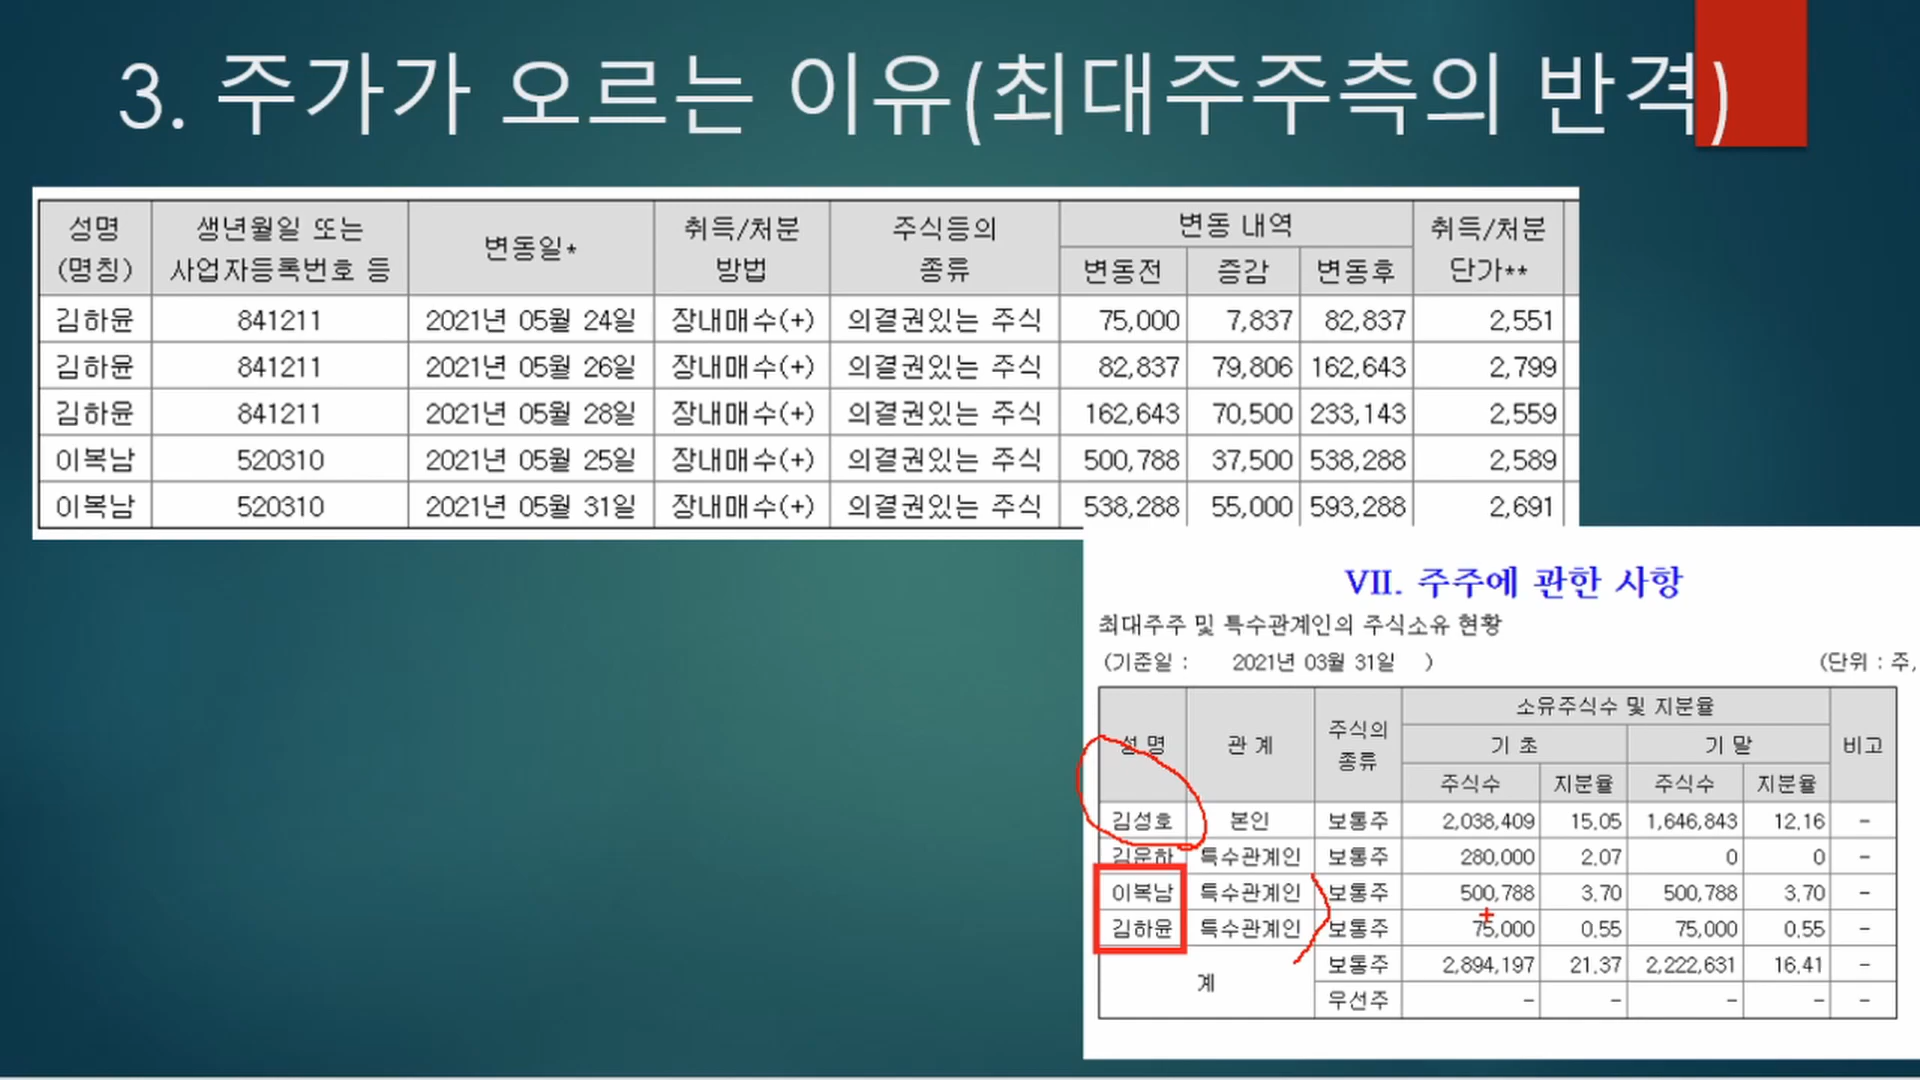 3. 주가가 오르는 이유(최대주주측의 반격)
성명 (명칭) 생년월일 또는 사업자등록번호 등 변동일* 취득/처분 방법 주식등의 종류 변동 내역 취득/처분 단가**
변동전 증감 변동후
김하윤 841211 2021년 05월 24일 장내매수(+) 의결권있는 주식 75,000 7,837 82,837 2,551
김하윤 841211 2021년 05월 26일 장내매수(+) 의결권있는 주식 82,837 79,806 162,643 2,799
김하윤 841211 2021년 05월 28일 장내매수(+) 의결권있는 주식 162,643 70,500 233,143 2,559
이복남 520310 2021년 05월 25일 장내매수(+) 의결권있는 주식 500,788 37,500 538,288 2,589
이복남 520310 2021년 05월 31일 장내매수(+) 의결권있는 주식 538,288 55,000 593,288 2,691
VII. 주주에 관한 사항
최대주주 및 특수관계인의 주식소유 현황
(기준일 : 2021년 03월 31일 ) (단위 : 주,
성 명 관 계 주식의 종류 소유주식수 및 지분율 비고
기 초 기 말
주식수 지분율 주식수 지분율
김성호 본인 보통주 2,038,409 15.05 1,646,843 12.16 -
김운하 특수관계인 보통주 280,000 2.07 0 0 -
이복남 특수관계인 보통주 500,788 3.70 500,788 3.70 -
김하윤 특수관계인 보통주 75,000 0.55 75,000 0.55 -
계 보통주 2,894,197 21.37 2,222,631 16.41 -
우선주 - - - - -